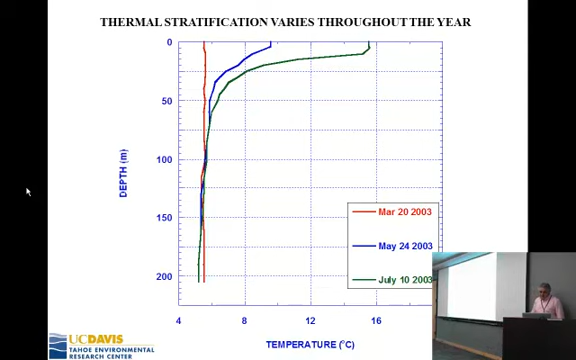 THERMAL STRATIFICATION VARIES THROUGHOUT THE YEAR
0
50
100
150
200
DEPTH (m)
Mar 20 2003
May 24 2003
July 10 2003
4 8 12 16
TEMPERATURE (°C)
UCDAVIS
TAHOE ENVIRONMENTAL
RESEARCH CENTER